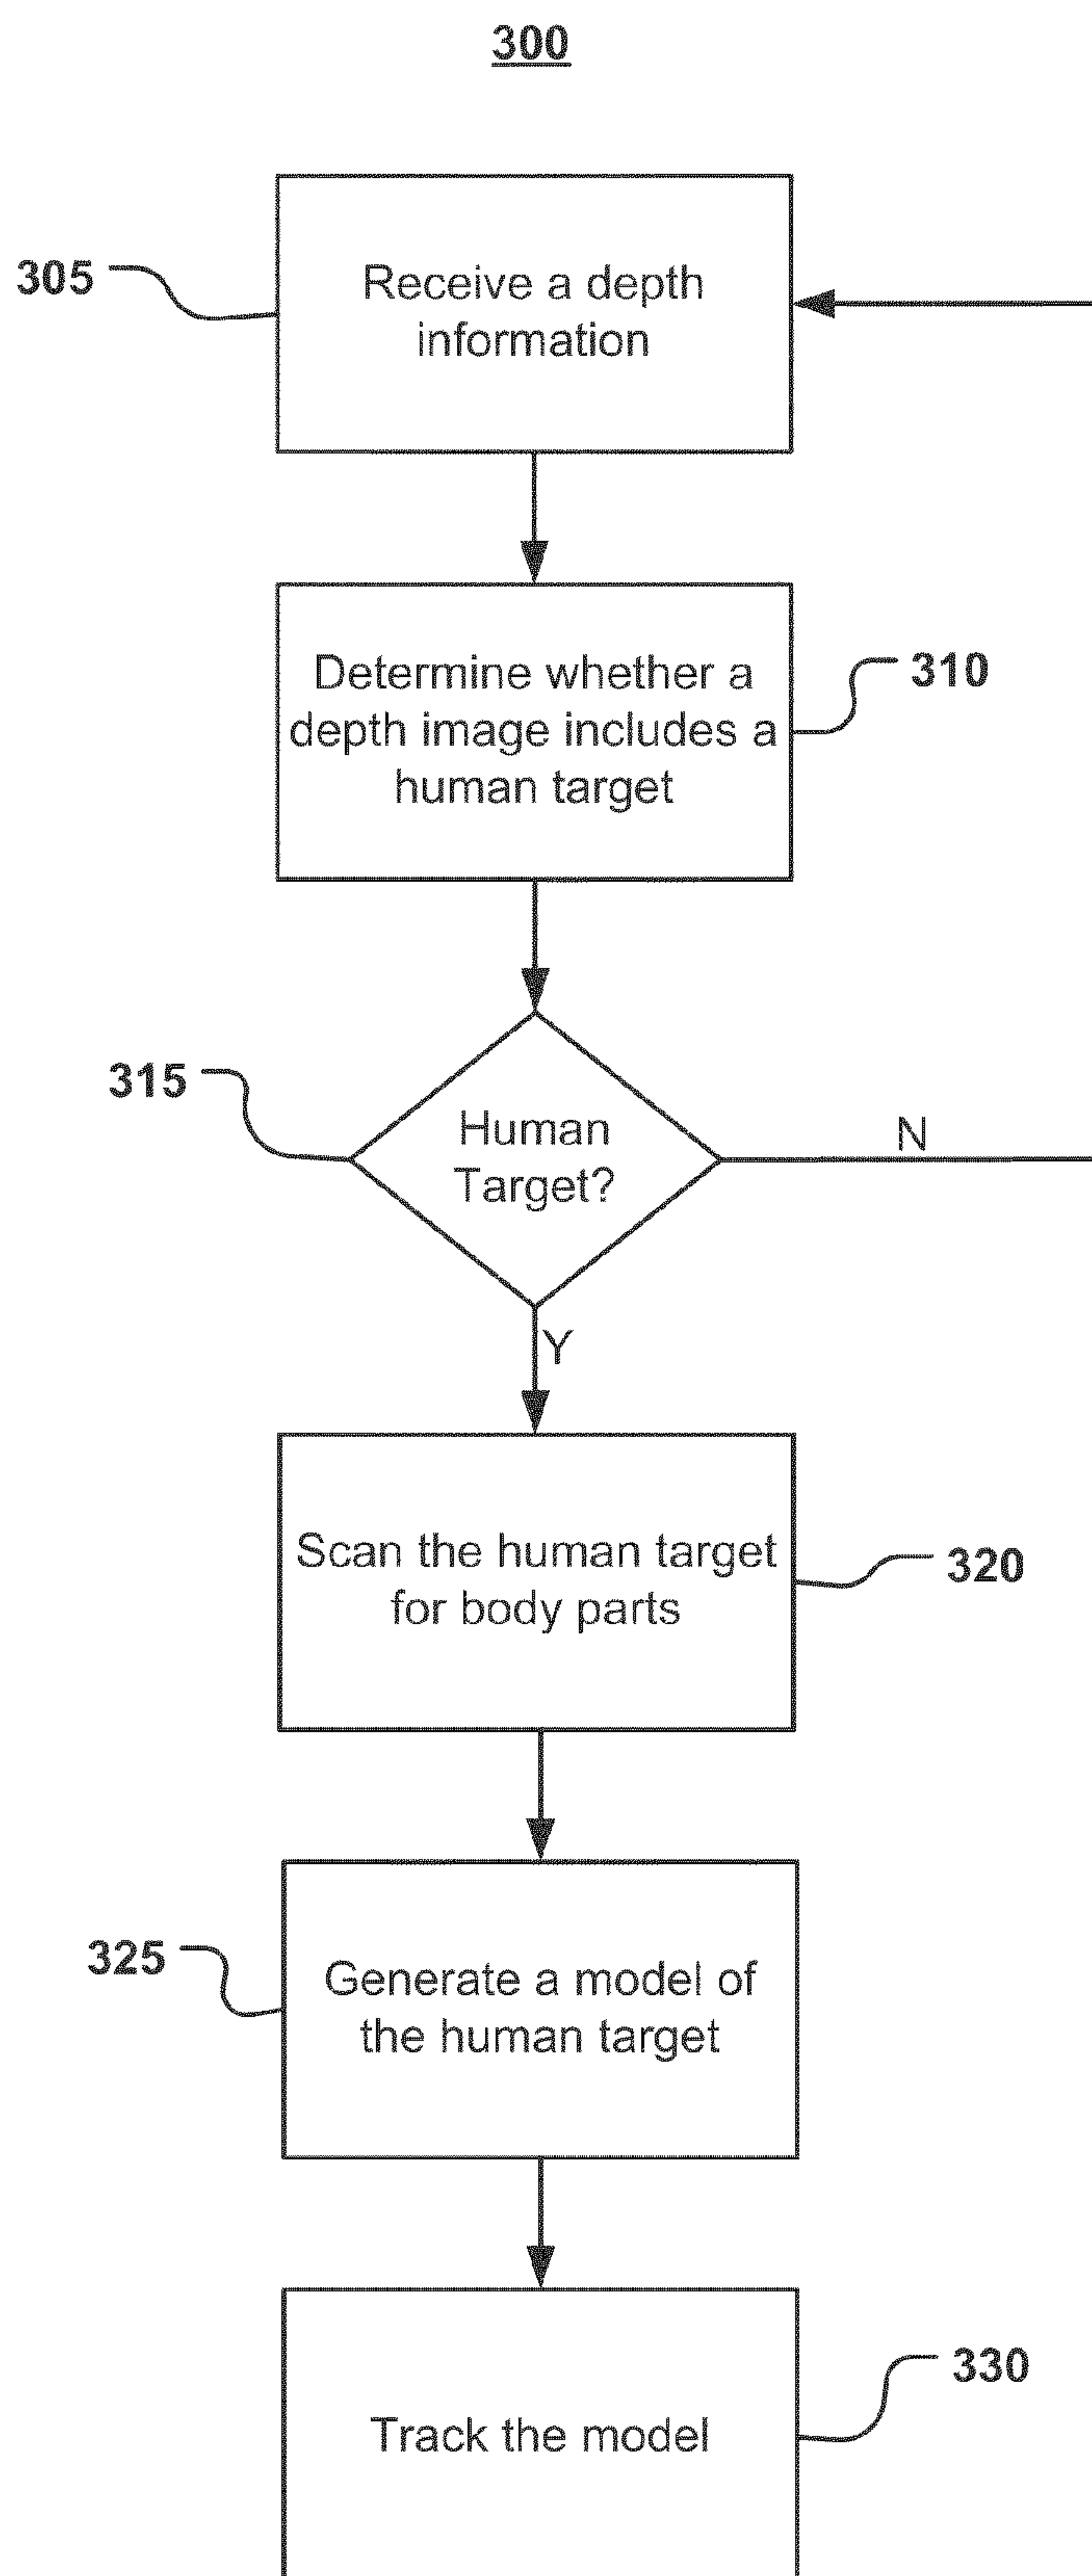 300
305
Receive a depth
information
Determine whether a
depth image includes a
human target
310
315
Human
Target?
N
Y
Scan the human target
for body parts
320
325
Generate a model of
the human target
330
Track the model